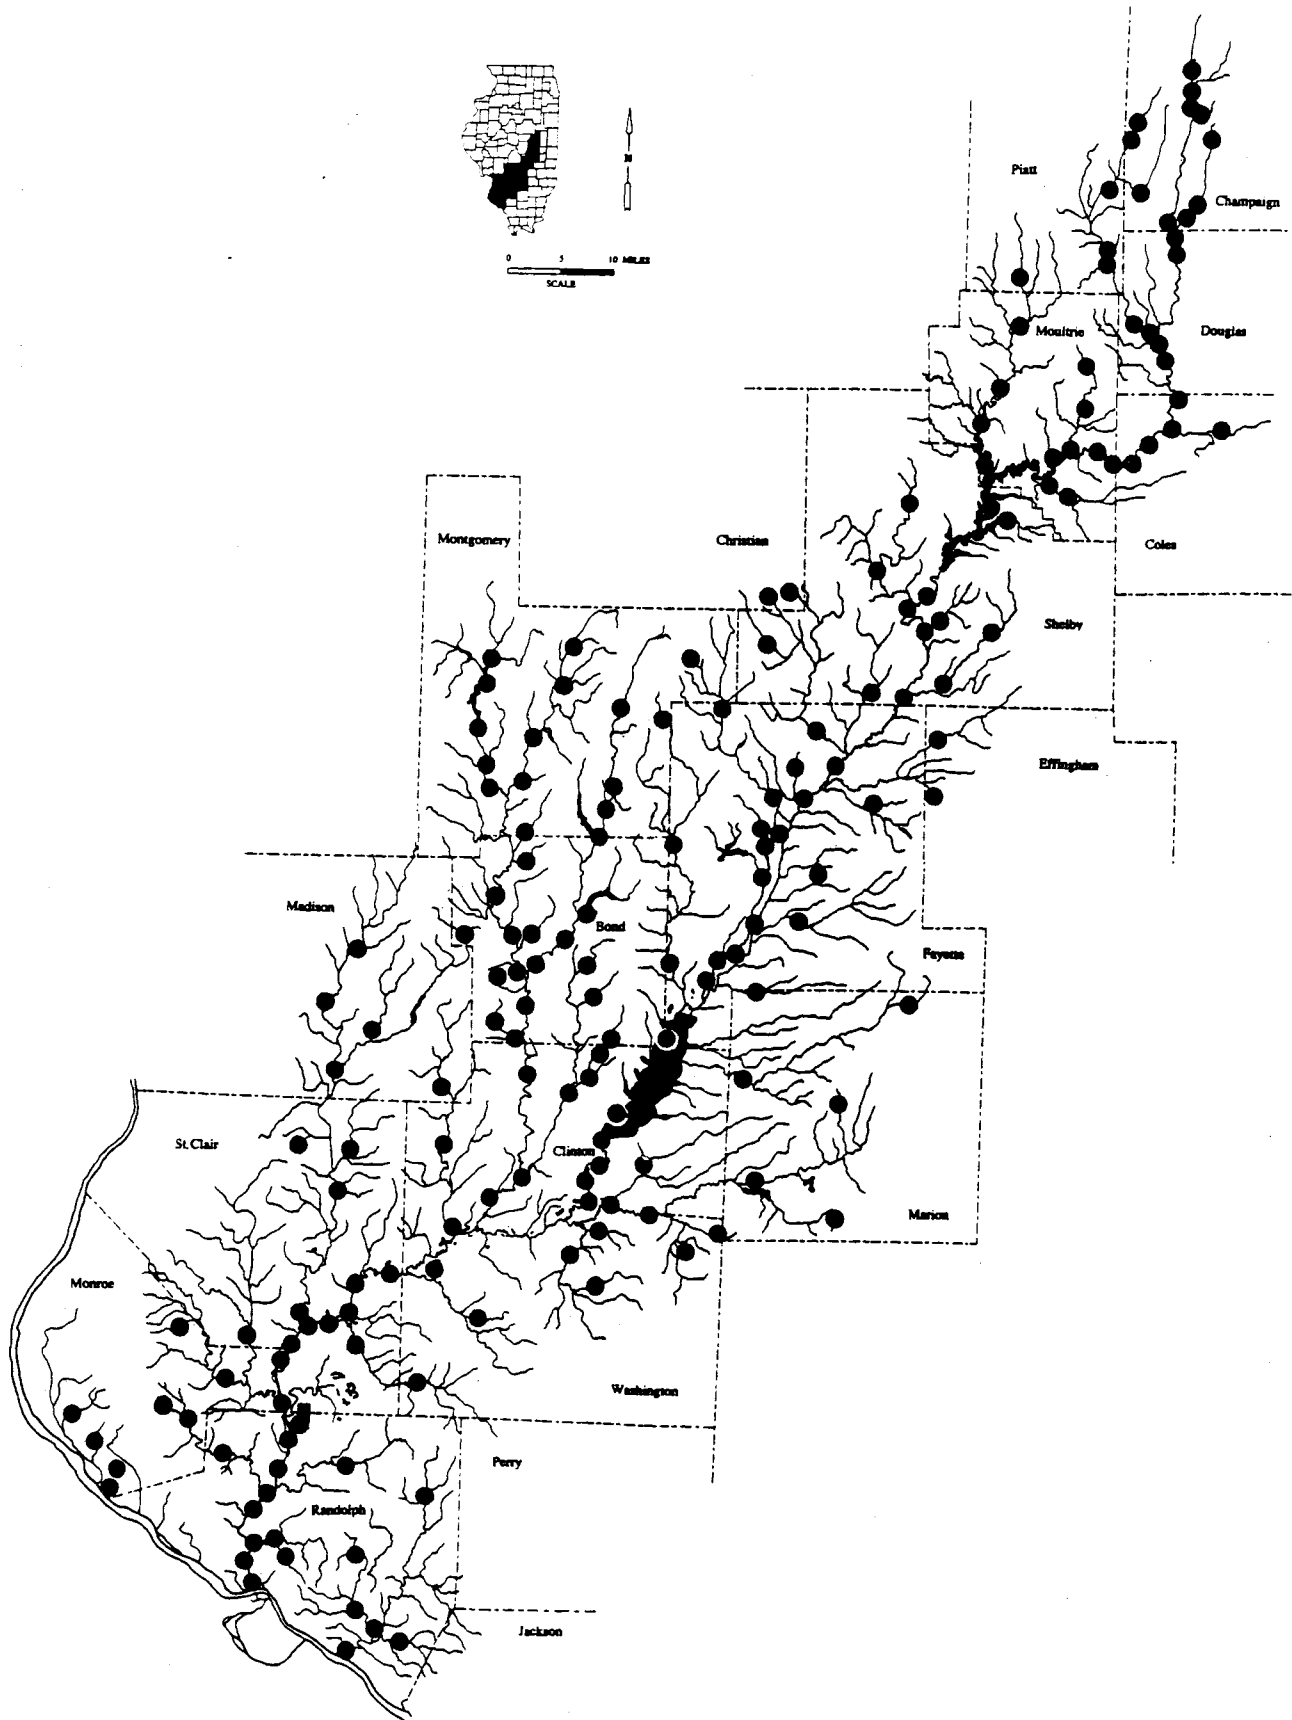 Piatt
Champaign
N
0 5 10 MILES
SCALE
Moultrie
Douglas
Montgomery
Christian
Coles
Shelby
Effingham
Madison
Bond
Fayette
St. Clair
Clinton
Marion
Monroe
Washington
Perry
Randolph
Jackson